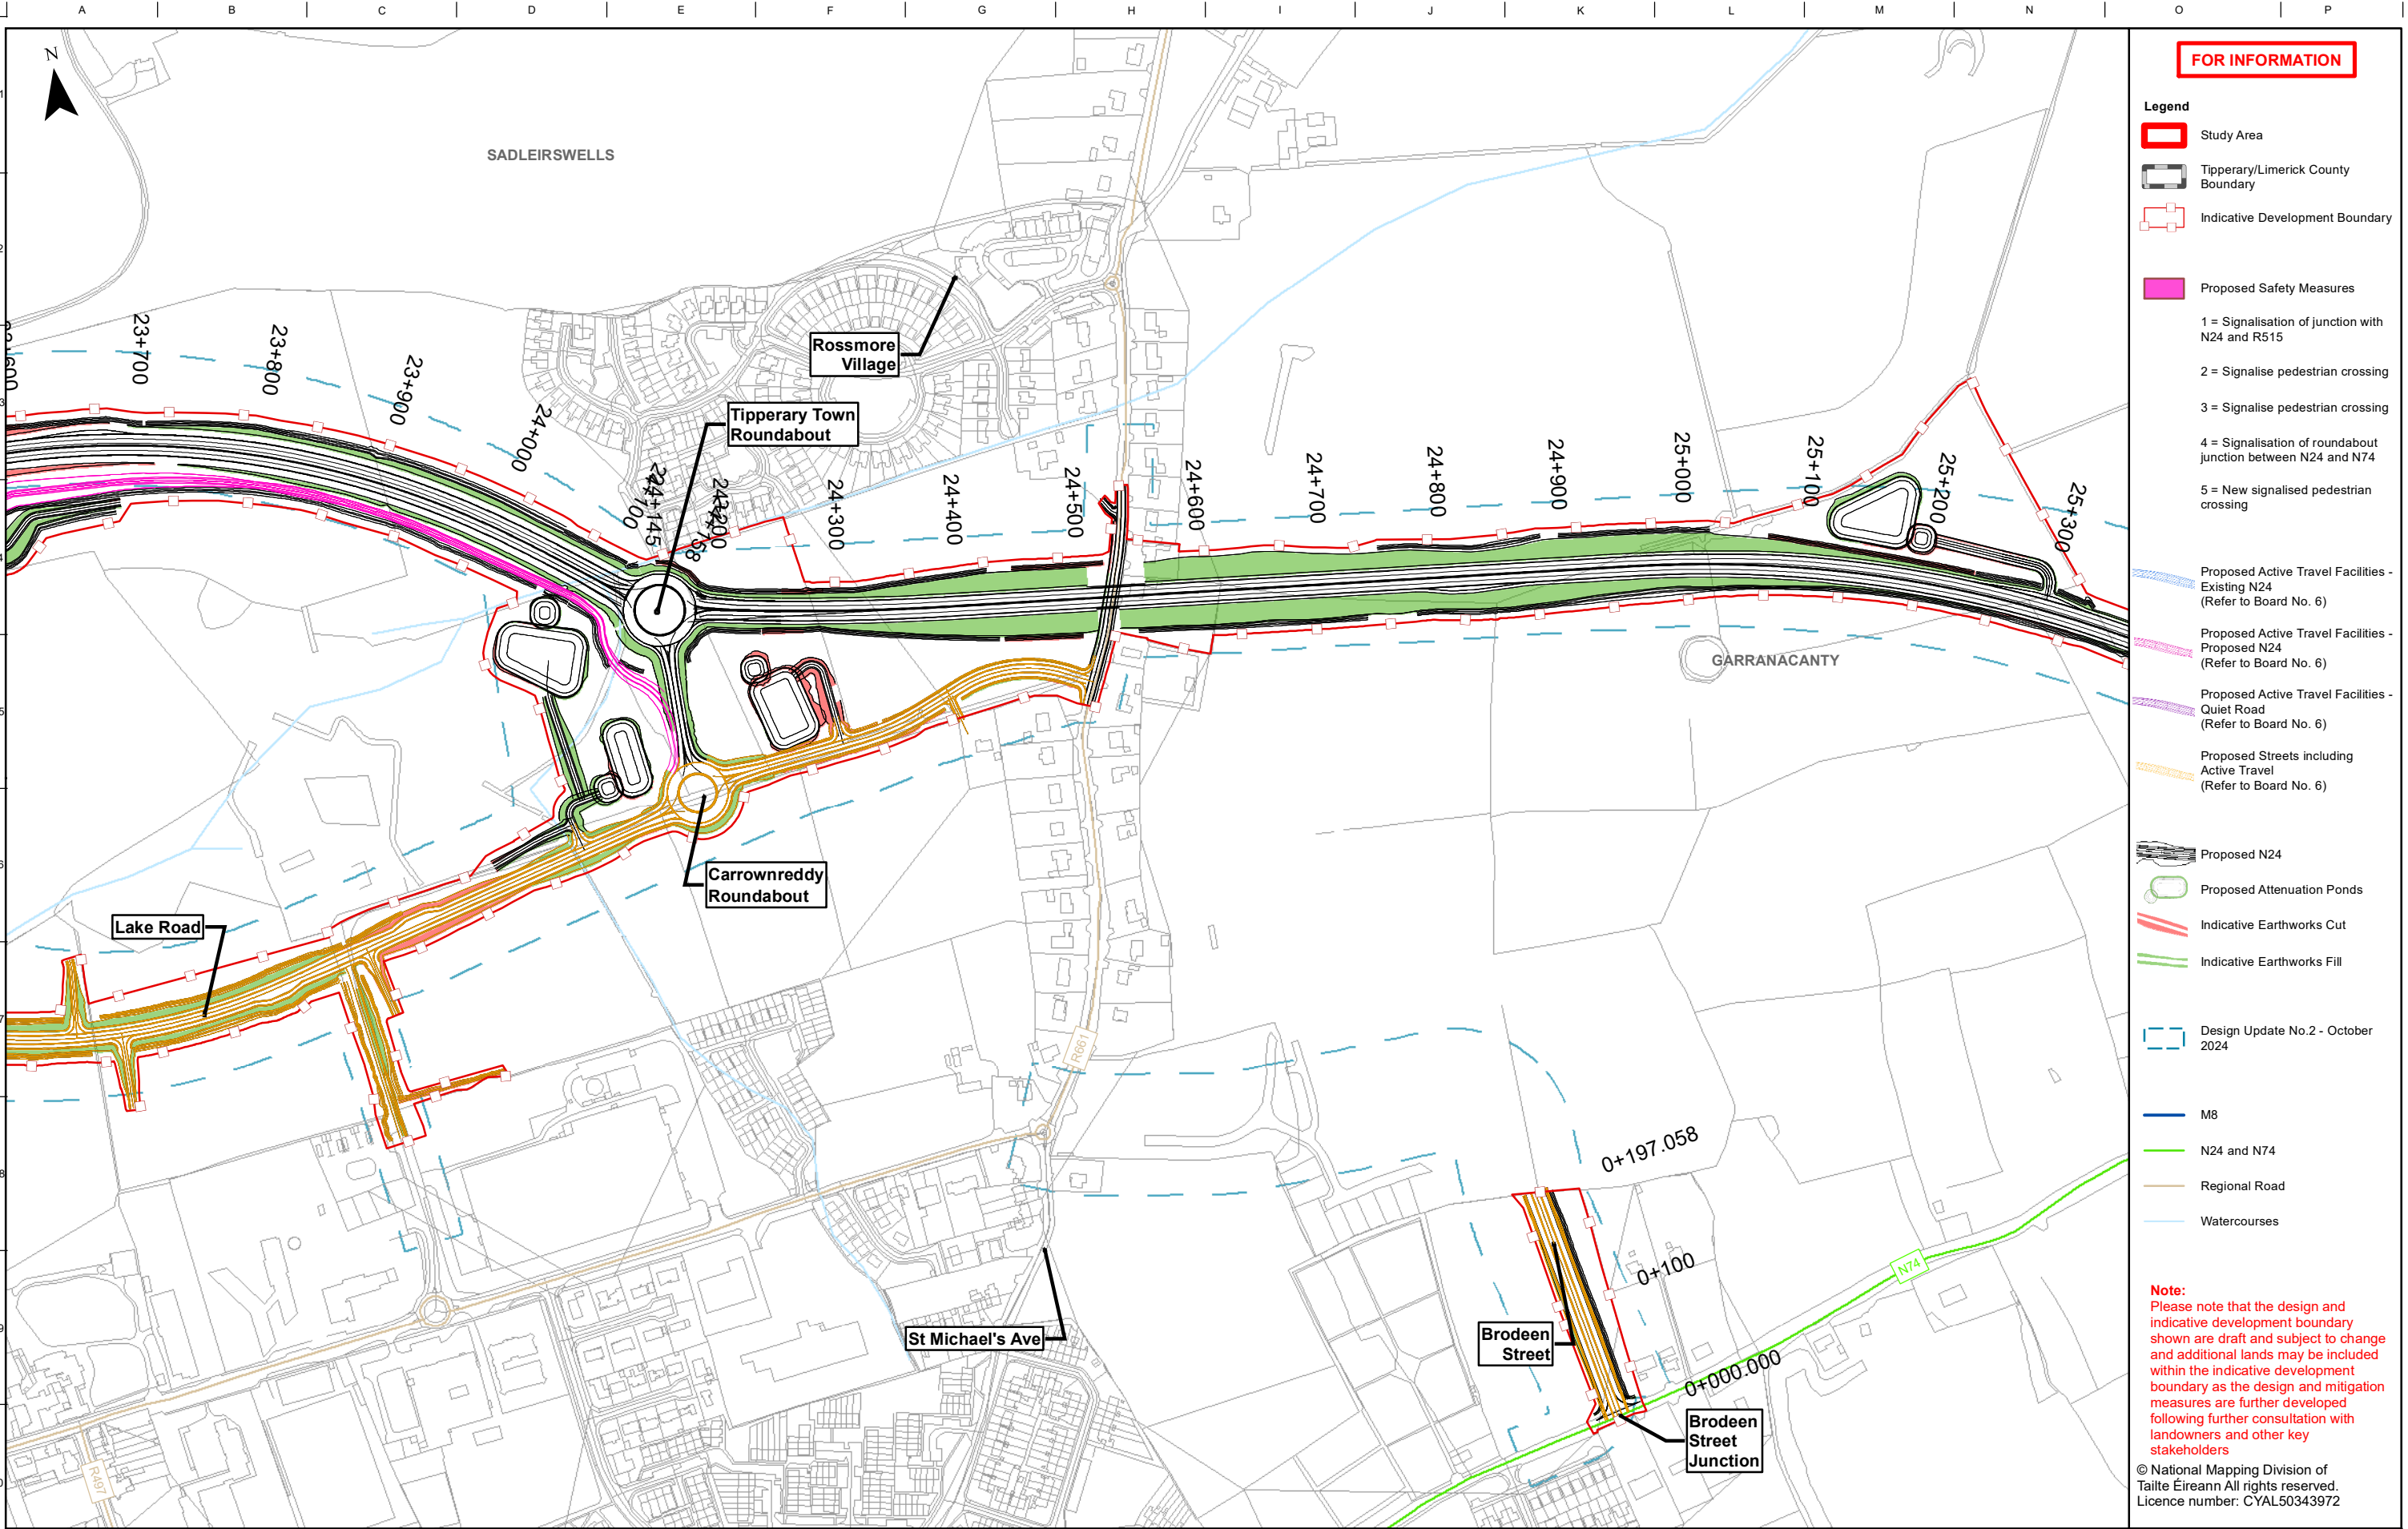 A B C D E F G H I J K L M N O P
N
1
2
3
4
5
6
7
8
9
0
SADLEIRSWELLS
Rossmore
Village
Tipperary Town
Roundabout
23+700
23+800
23+900
24+000
24+145
24+200
24+300
24+400
24+500
24+600
24+700
24+800
24+900
25+000
25+100
25+200
25+300
GARRANACANTY
Carrownreddy
Roundabout
Lake Road
R661
0+197.058
0+100
0+000.000
N74
St Michael's Ave
Brodeen
Street
Brodeen
Street
Junction
R497
FOR INFORMATION
Legend
Study Area
Tipperary/Limerick County
Boundary
Indicative Development Boundary
Proposed Safety Measures
1 = Signalisation of junction with
N24 and R515
2 = Signalise pedestrian crossing
3 = Signalise pedestrian crossing
4 = Signalisation of roundabout
junction between N24 and N74
5 = New signalised pedestrian
crossing
Proposed Active Travel Facilities -
Existing N24
(Refer to Board No. 6)
Proposed Active Travel Facilities -
Proposed N24
(Refer to Board No. 6)
Proposed Active Travel Facilities -
Quiet Road
(Refer to Board No. 6)
Proposed Streets including
Active Travel
(Refer to Board No. 6)
Proposed N24
Proposed Attenuation Ponds
Indicative Earthworks Cut
Indicative Earthworks Fill
Design Update No.2 - October
2024
M8
N24 and N74
Regional Road
Watercourses
Note:
Please note that the design and
indicative development boundary
shown are draft and subject to change
and additional lands may be included
within the indicative development
boundary as the design and mitigation
measures are further developed
following further consultation with
landowners and other key
stakeholders
© National Mapping Division of
Tailte Éireann All rights reserved.
Licence number: CYAL50343972